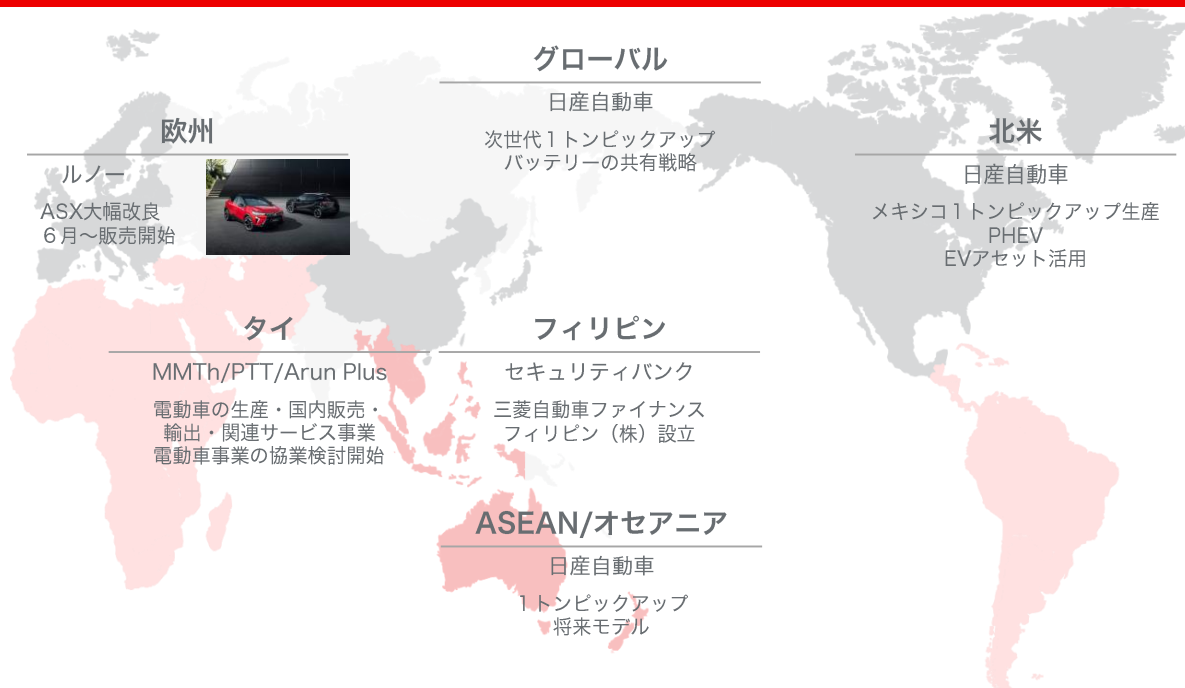 グローバル
日産自動車
次世代１トンピックアップ
バッテリーの共有戦略
欧州
ルノー
ASX大幅改良
６月～販売開始
北米
日産自動車
メキシコ１トンピックアップ生産
PHEV
EVアセット活用
タイ
MMTh/PTT/Arun Plus
電動車の生産・国内販売・
輸出・関連サービス事業
電動車事業の協業検討開始
フィリピン
セキュリティバンク
三菱自動車ファイナンス
フィリピン（株）設立
ASEAN/オセアニア
日産自動車
１トンピックアップ
将来モデル